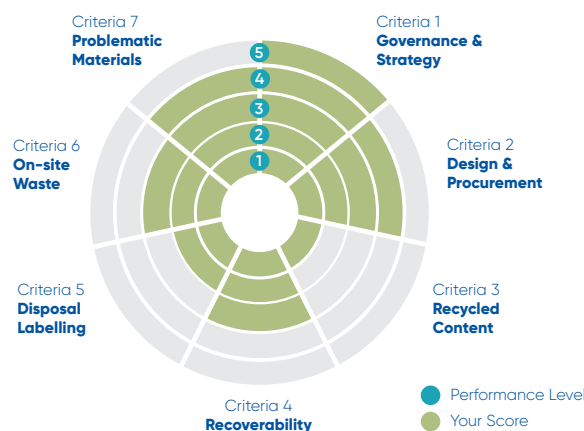 Criteria 7
Problematic
Materials
Criteria 1
Governance &
Strategy
5
4
3
2
1
Criteria 6
On-site
Waste
Criteria 2
Design &
Procurement
Criteria 5
Disposal
Labelling
Criteria 3
Recycled
Content
Criteria 4
Recoverability
Performance Level
Your Score